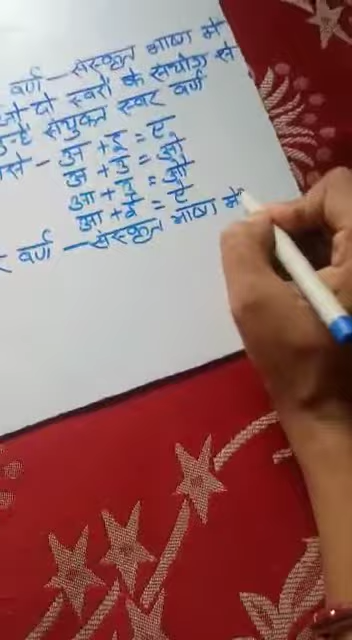 वर्ण - संस्कृत भाषा में
जो दो स्वरों के संयोग से
संयुक्त स्वर वर्ण
अ + इ = ए
अ + उ = ओ
आ + उ = औ
आ + ई = ऐ
वर्ण - संस्कृत भाषा में